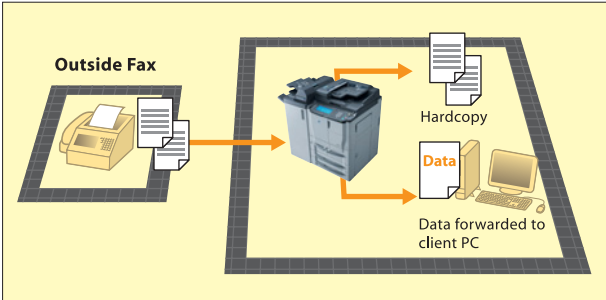 Outside Fax
Hardcopy
Data
Data forwarded to
client PC